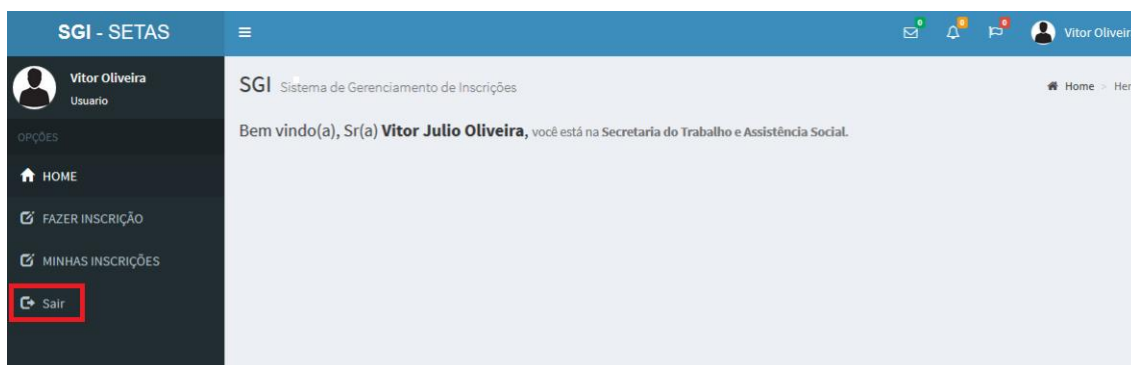 SGI - SETAS
0 0 0 Vitor Oliveir
Vitor Oliveira
Usuario
SGI Sistema de Gerenciamento de Inscrições
Home > Her
OPÇÕES
Bem vindo(a), Sr(a) Vitor Julio Oliveira, você está na Secretaria do Trabalho e Assistência Social.
HOME
FAZER INSCRIÇÃO
MINHAS INSCRIÇÕES
Sair